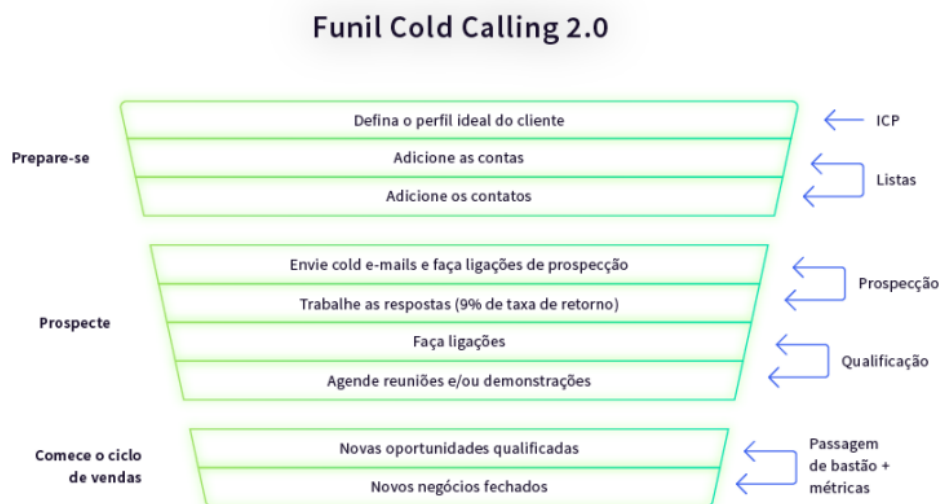 Funil Cold Calling 2.0
Defina o perfil ideal do cliente
ICP
Prepare-se
Adicione as contas
Adicione os contatos
Listas
Envie cold e-mails e faça ligações de prospecção
Prospecção
Trabalhe as respostas (9% de taxa de retorno)
Prospecte
Faça ligações
Qualificação
Agende reuniões e/ou demonstrações
Comece o ciclo
de vendas
Novas oportunidades qualificadas
Novos negócios fechados
Passagem
de bastão +
métricas